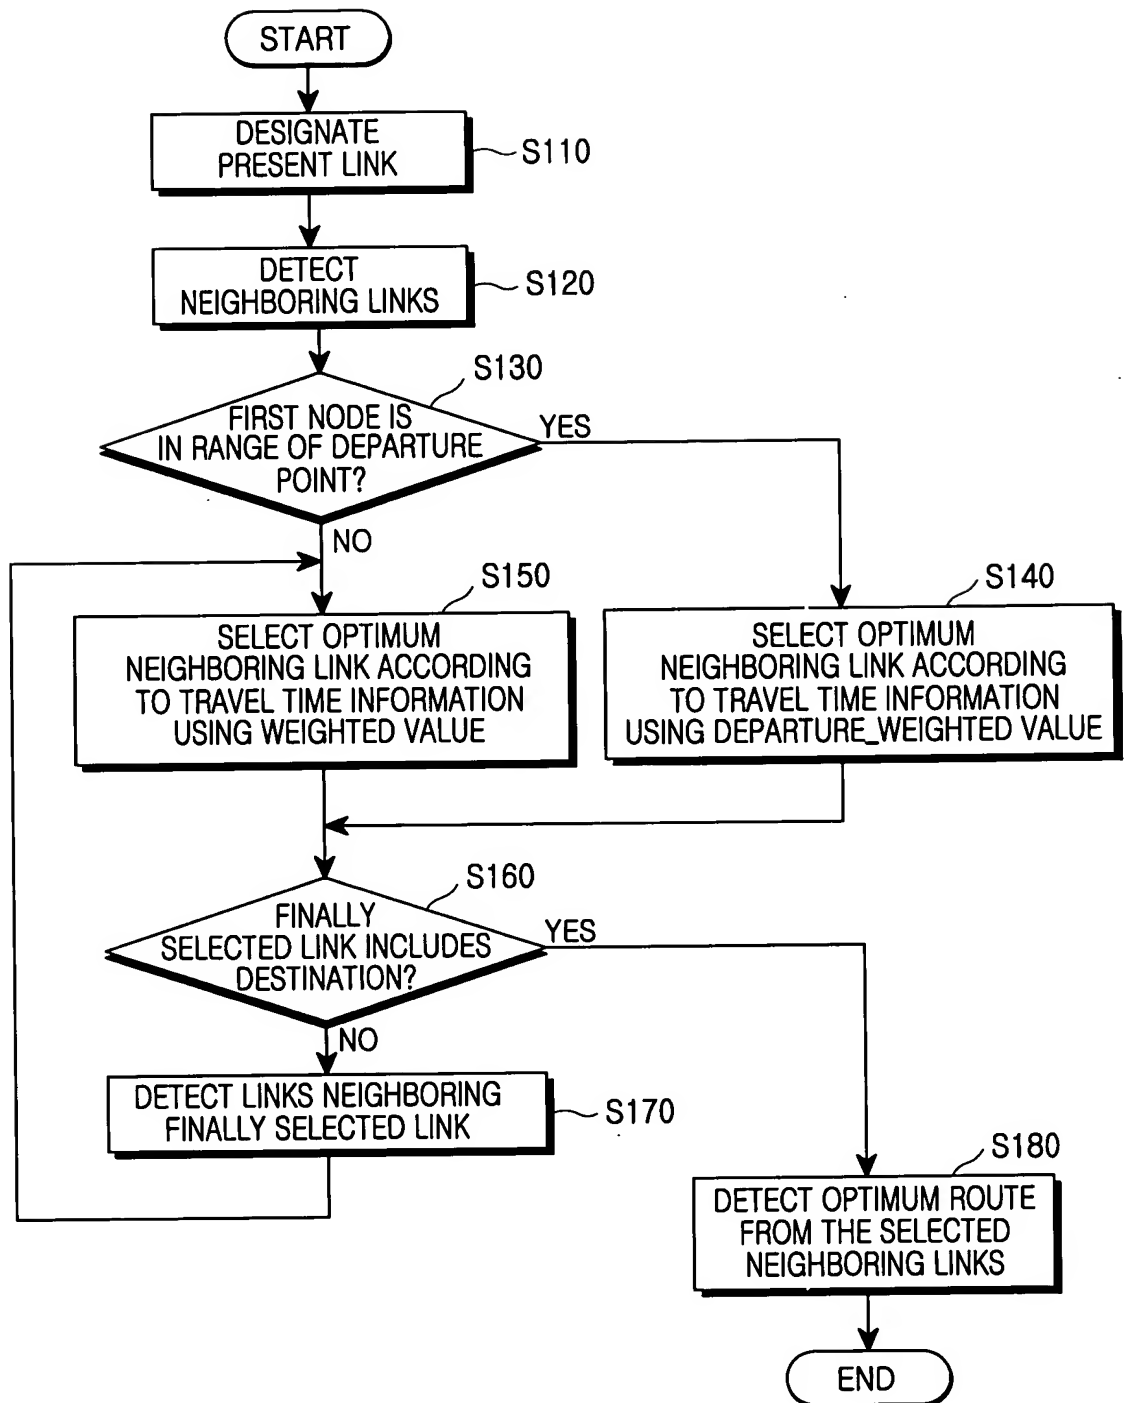 START
DESIGNATE
PRESENT LINK
S110
DETECT
NEIGHBORING LINKS
S120
S130
FIRST NODE IS
IN RANGE OF DEPARTURE
POINT?
YES
NO
S150
SELECT OPTIMUM
NEIGHBORING LINK ACCORDING
TO TRAVEL TIME INFORMATION
USING WEIGHTED VALUE
S140
SELECT OPTIMUM
NEIGHBORING LINK ACCORDING
TO TRAVEL TIME INFORMATION
USING DEPARTURE_WEIGHTED VALUE
S160
FINALLY
SELECTED LINK INCLUDES
DESTINATION?
YES
NO
DETECT LINKS NEIGHBORING
FINALLY SELECTED LINK
S170
S180
DETECT OPTIMUM ROUTE
FROM THE SELECTED
NEIGHBORING LINKS
END